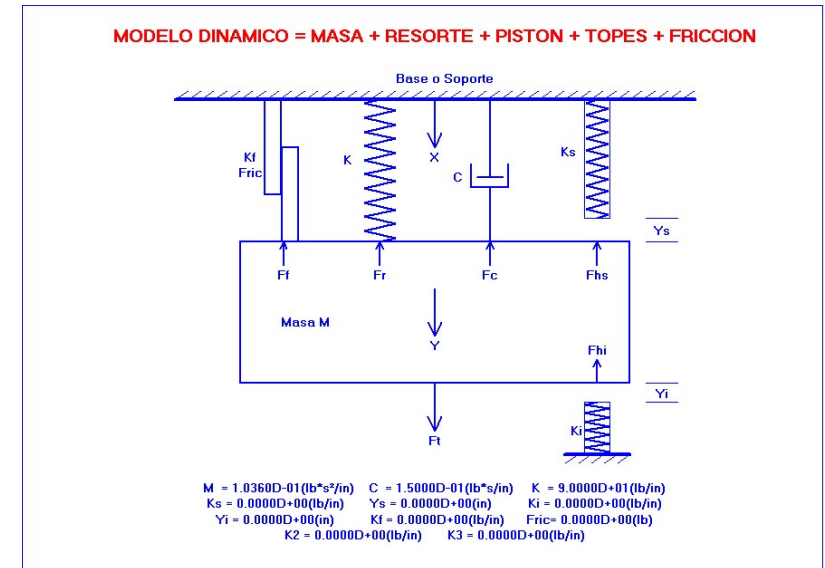 MODELO DINAMICO = MASA + RESORTE + PISTON + TOPES + FRICCION
Base o Soporte
Kf
Fric
K
X
C
Ks
Ys
Ff
Fr
Fc
Fhs
Masa M
Y
Fhi
Yi
Ft
Ki
M = 1.0360D-01(lb*s²/in) C = 1.5000D-01(lb*s/in) K = 9.0000D+01(lb/in)
Ks = 0.0000D+00(lb/in) Ys = 0.0000D+00(in) Ki = 0.0000D+00(lb/in)
Yi = 0.0000D+00(in) Kf = 0.0000D+00(lb/in) Fric= 0.0000D+00(lb)
K2 = 0.0000D+00(lb/in) K3 = 0.0000D+00(lb/in)